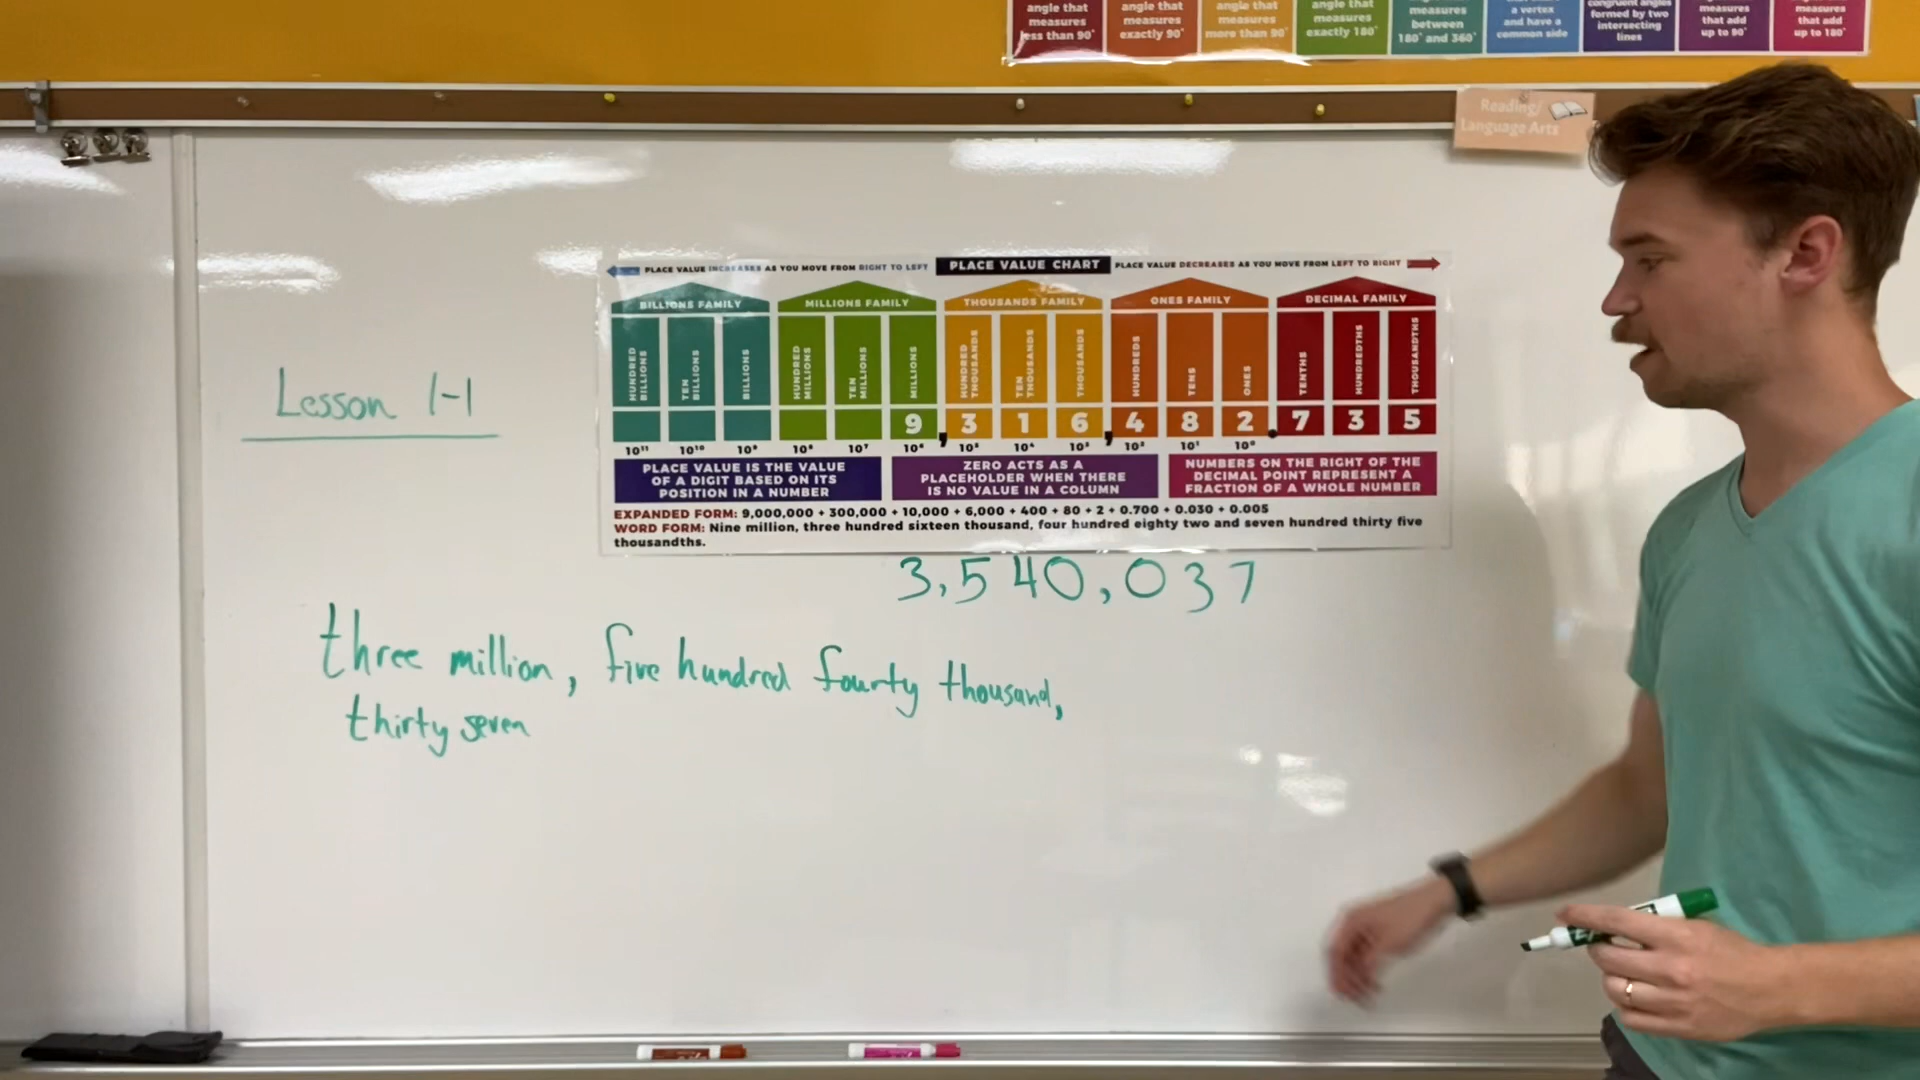 angle that measures less than 90°
angle that measures exactly 90°
angle that measures more than 90°
angle that measures exactly 180°
measures between 180° and 360°
a vertex and have a common side
congruent angles formed by two intersecting lines
measures that add up to 90°
measures that add up to 180°
Reading/
Language Arts
PLACE VALUE INCREASES AS YOU MOVE FROM RIGHT TO LEFT
PLACE VALUE CHART
PLACE VALUE DECREASES AS YOU MOVE FROM LEFT TO RIGHT
BILLIONS FAMILY
MILLIONS FAMILY
THOUSANDS FAMILY
ONES FAMILY
DECIMAL FAMILY
HUNDRED BILLIONS
TEN BILLIONS
BILLIONS
HUNDRED MILLIONS
TEN MILLIONS
MILLIONS
HUNDRED THOUSANDS
TEN THOUSANDS
THOUSANDS
HUNDREDS
TENS
ONES
TENTHS
HUNDREDTHS
THOUSANDTHS
9,316,482.735
10¹¹ 10¹⁰ 10⁹ 10⁸ 10⁷ 10⁶ 10⁵ 10⁴ 10³ 10² 10¹ 10⁰
PLACE VALUE IS THE VALUE
OF A DIGIT BASED ON ITS
POSITION IN A NUMBER
ZERO ACTS AS A
PLACEHOLDER WHEN THERE
IS NO VALUE IN A COLUMN
NUMBERS ON THE RIGHT OF THE
DECIMAL POINT REPRESENT A
FRACTION OF A WHOLE NUMBER
EXPANDED FORM: 9,000,000 + 300,000 + 10,000 + 6,000 + 400 + 80 + 2 + 0.700 + 0.030 + 0.005
WORD FORM: Nine million, three hundred sixteen thousand, four hundred eighty two and seven hundred thirty five
thousandths.
Lesson 1-1
3,540,037
three million, five hundred fourty thousand,
thirty seven